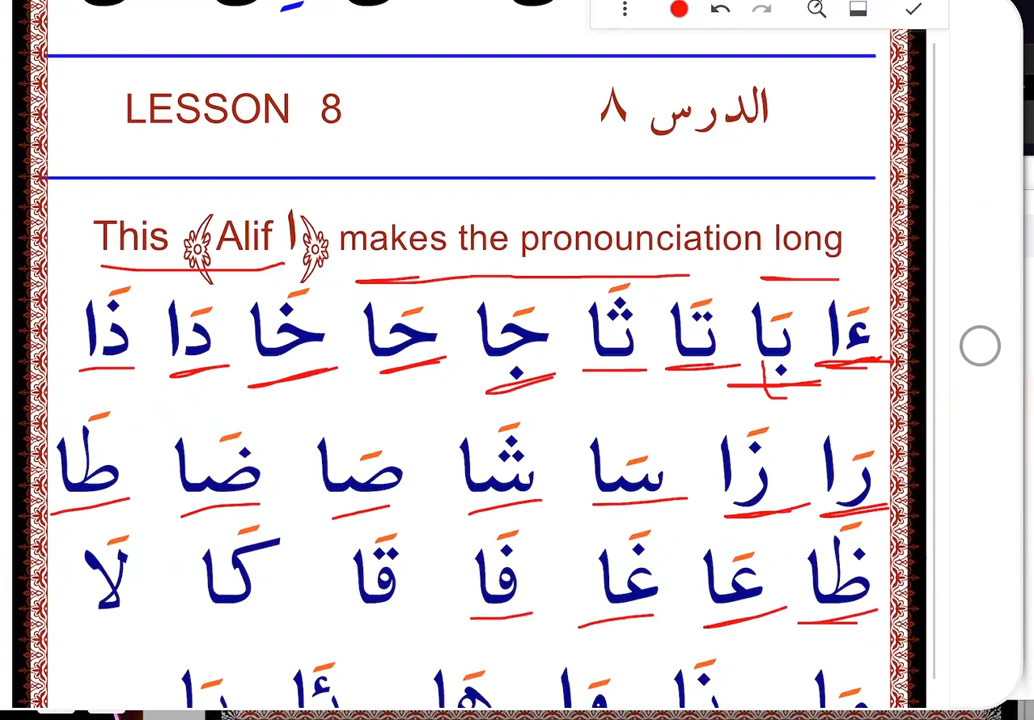 LESSON 8 الدرس ٨
This ﴿Alif ا﴾ makes the pronounciation long
ءَا بَا تَا ثَا جَا حَا خَا دَا ذَا
رَا زَا سَا شَا صَا ضَا طَا
ظَا عَا غَا فَا قَا كَا لَا